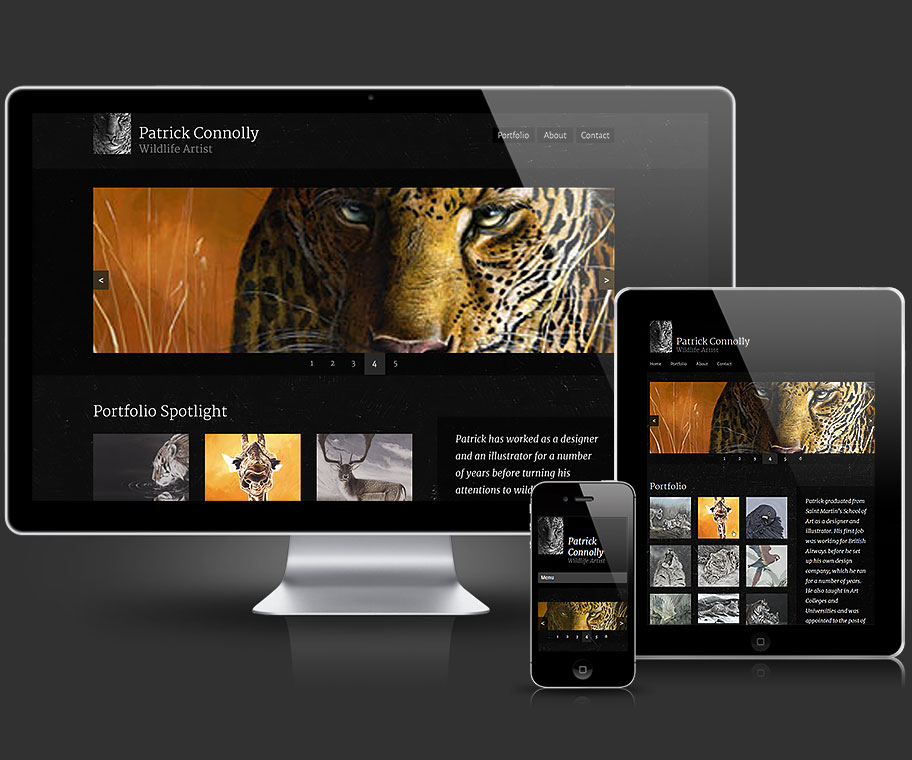 Patrick Connolly
Wildlife Artist
Portfolio About Contact
<
>
1 2 3 4 5
Portfolio Spotlight
Patrick has worked as a designer
and an illustrator for a number
of years before turning his
attentions to wild
Patrick Connolly
Wildlife Artist
Home Portfolio About Contact
<
1 2 3 4 5 6
Portfolio
Patrick graduated from
Saint Martin's School of
Art as a designer and
illustrator. His first job
was working for British
Airways before he set
up his own design
company, which he ran
for a number of years.
He also taught in Art
Colleges and
Universities and was
appointed to the post of
Patrick
Connolly
Wildlife Artist
Menu
<
>
1 2 3 4 5 6